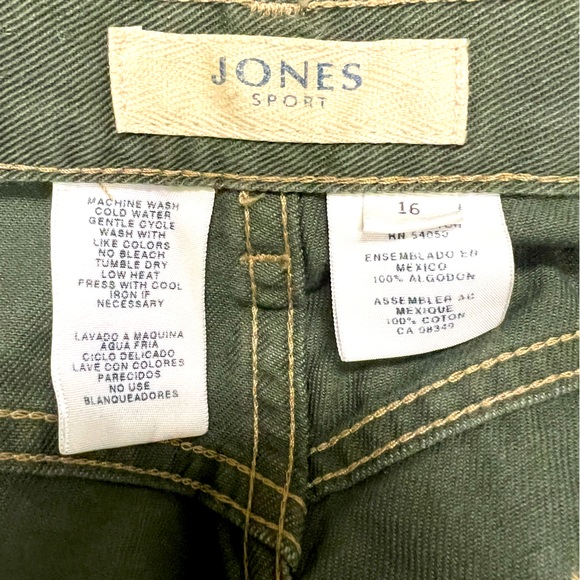 JONES
SPORT
MACHINE WASH
COLD WATER
GENTLE CYCLE
WASH WITH
LIKE COLORS
NO BLEACH
TUMBLE DRY
LOW HEAT
PRESS WITH COOL
IRON IF
NECESSARY
LAVADO A MAQUINA
AGUA FRIA
CICLO DELICADO
LAVE CON COLORES
PARECIDOS
NO USE
BLANQUEADORES
16
RN 54050
ENSEMBLADO EN
MEXICO
100% ALGODON
ASSEMBLER AC
MEXIQUE
100% COTON
CA 08349